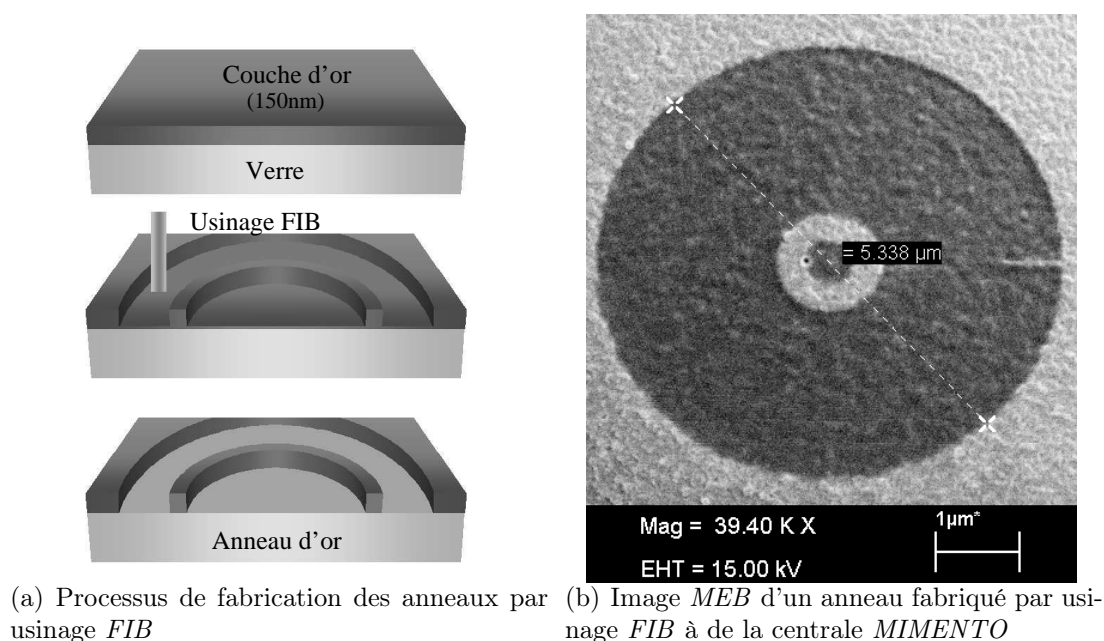 Couche d'or
(150nm)
Verre
Usinage FIB
Anneau d'or
(a) Processus de fabrication des anneaux par
usinage FIB
= 5.338 µm
Mag = 39.40 K X
1µm*
EHT = 15.00 kV
(b) Image MEB d'un anneau fabriqué par usi-
nage FIB à de la centrale MIMENTO